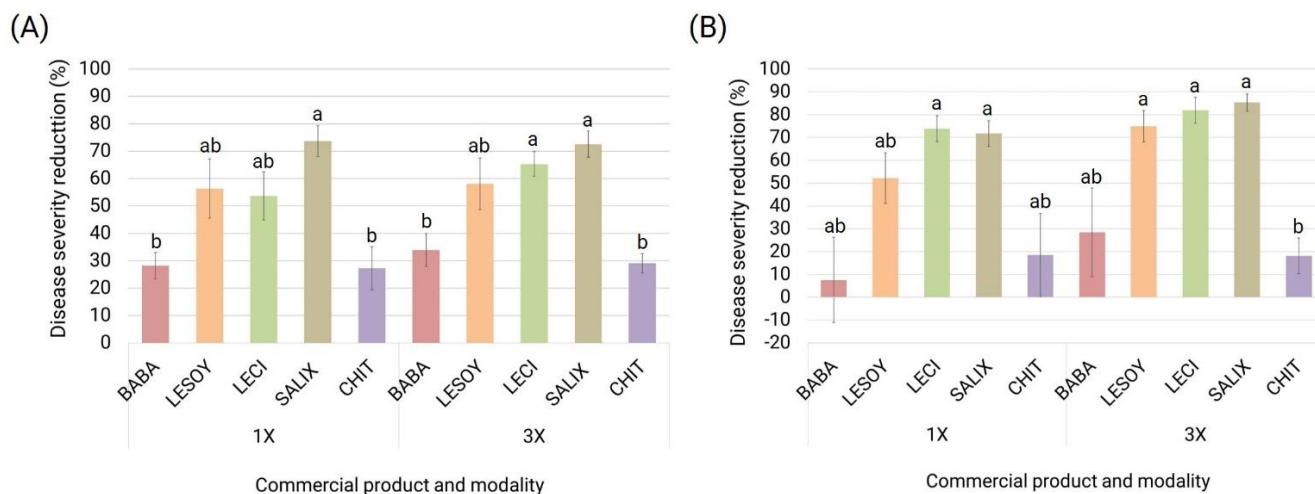 (A)
Disease severity reducttion (%)
100
90
80
70
60
50
40
30
20
10
0
b
ab
ab
a
b
b
ab
a
a
b
BABA
LESOY
LECI
SALIX
CHIT
BABA
LESOY
LECI
SALIX
CHIT
1X
3X
Commercial product and modality
(B)
Disease severity reduction (%)
100
90
80
70
60
50
40
30
20
10
0
-10
-20
ab
ab
a
a
ab
ab
a
a
a
b
BABA
LESOY
LECI
SALIX
CHIT
BABA
LESOY
LECI
SALIX
CHIT
1X
3X
Commercial product and modality